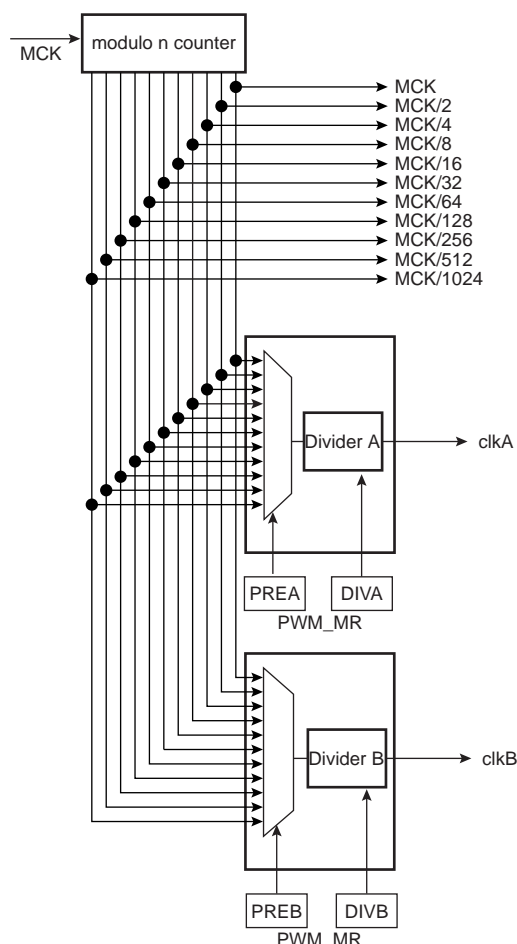 modulo n counter
MCK
MCK
MCK/2
MCK/4
MCK/8
MCK/16
MCK/32
MCK/64
MCK/128
MCK/256
MCK/512
MCK/1024
Divider A
clkA
PREA
DIVA
PWM_MR
Divider B
clkB
PREB
DIVB
PWM_MR